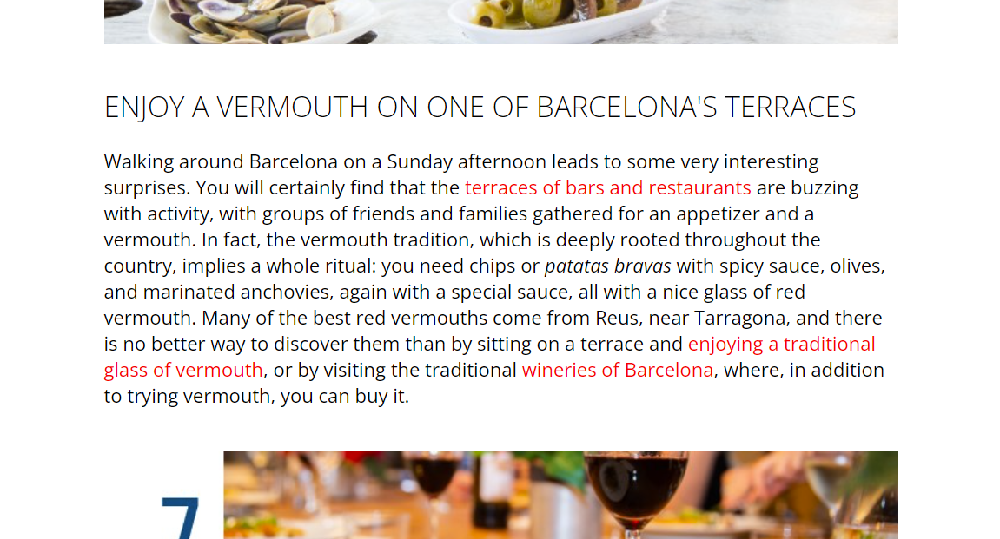 ENJOY A VERMOUTH ON ONE OF BARCELONA'S TERRACES
Walking around Barcelona on a Sunday afternoon leads to some very interesting
surprises. You will certainly find that the terraces of bars and restaurants are buzzing
with activity, with groups of friends and families gathered for an appetizer and a
vermouth. In fact, the vermouth tradition, which is deeply rooted throughout the
country, implies a whole ritual: you need chips or patatas bravas with spicy sauce, olives,
and marinated anchovies, again with a special sauce, all with a nice glass of red
vermouth. Many of the best red vermouths come from Reus, near Tarragona, and there
is no better way to discover them than by sitting on a terrace and enjoying a traditional
glass of vermouth, or by visiting the traditional wineries of Barcelona, where, in addition
to trying vermouth, you can buy it.
7